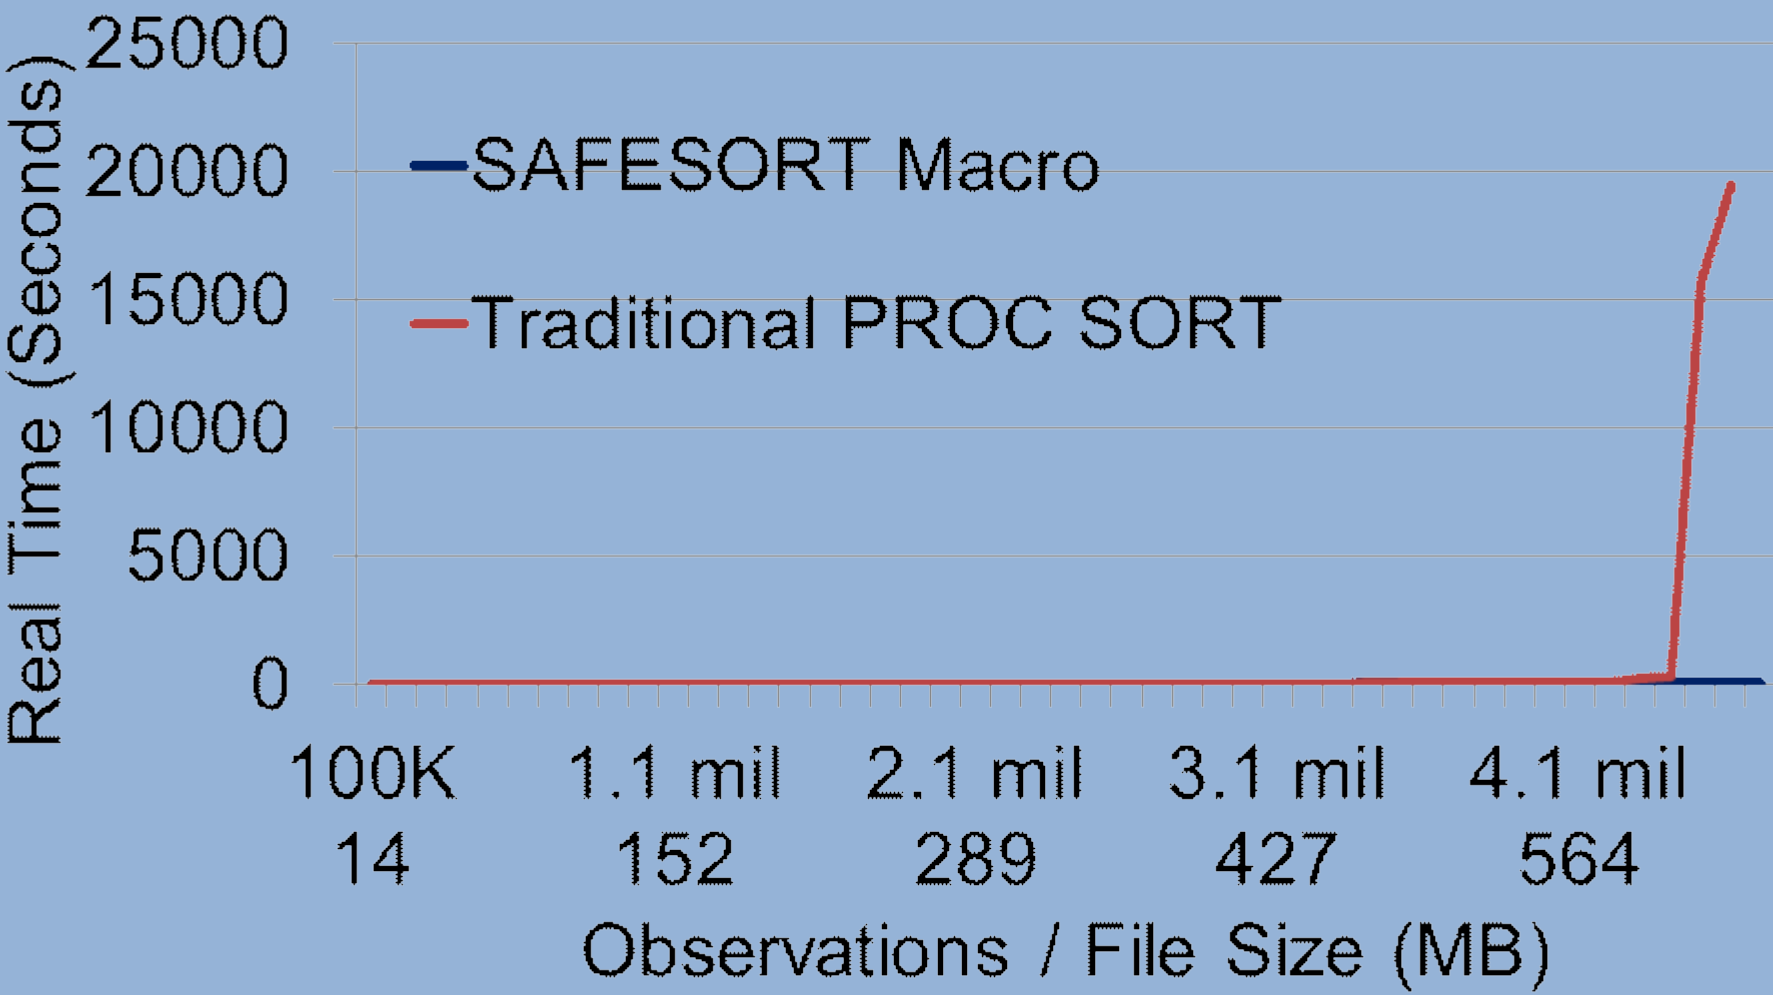 Real Time (Seconds)
25000
20000
15000
10000
5000
0
SAFESORT Macro
Traditional PROC SORT
100K 1.1 mil 2.1 mil 3.1 mil 4.1 mil
14 152 289 427 564
Observations / File Size (MB)